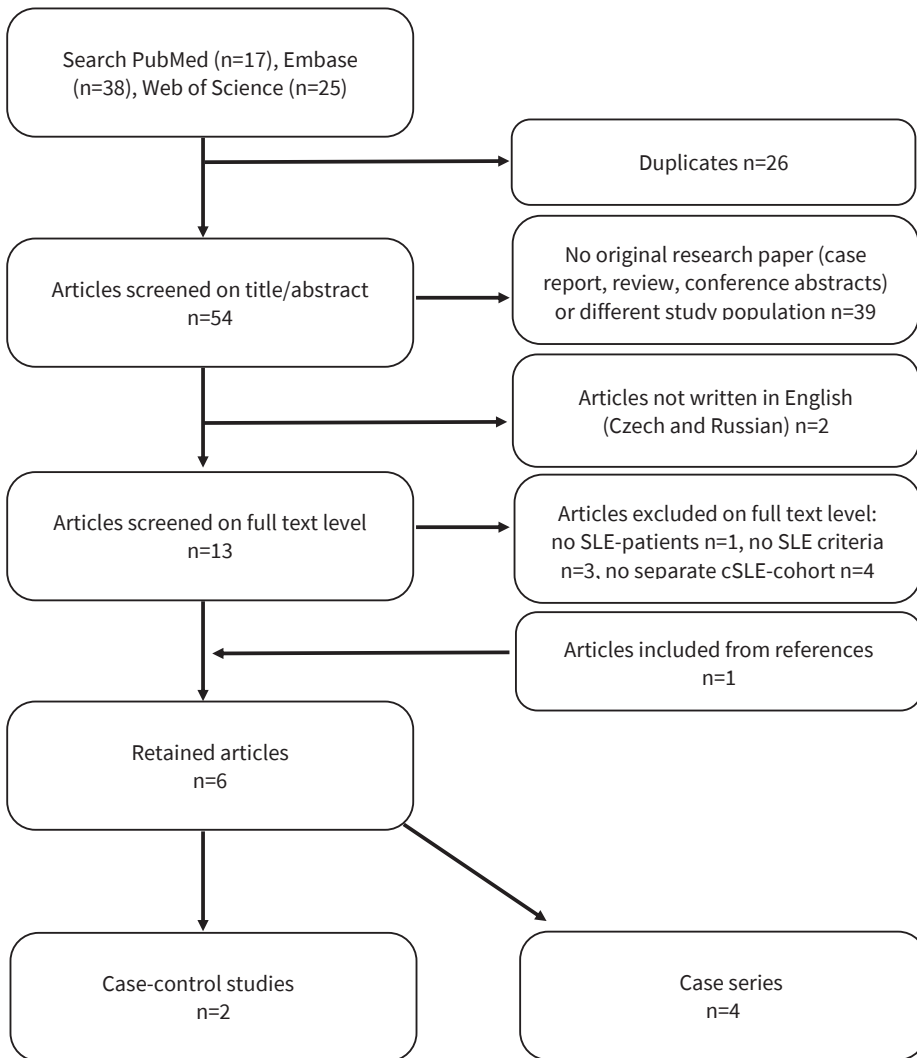 Search PubMed (n=17), Embase
(n=38), Web of Science (n=25)
Duplicates n=26
No original research paper (case
report, review, conference abstracts)
or different study population n=39
Articles screened on title/abstract
n=54
Articles not written in English
(Czech and Russian) n=2
Articles screened on full text level
n=13
Articles excluded on full text level:
no SLE-patients n=1, no SLE criteria
n=3, no separate cSLE-cohort n=4
Articles included from references
n=1
Retained articles
n=6
Case-control studies
n=2
Case series
n=4